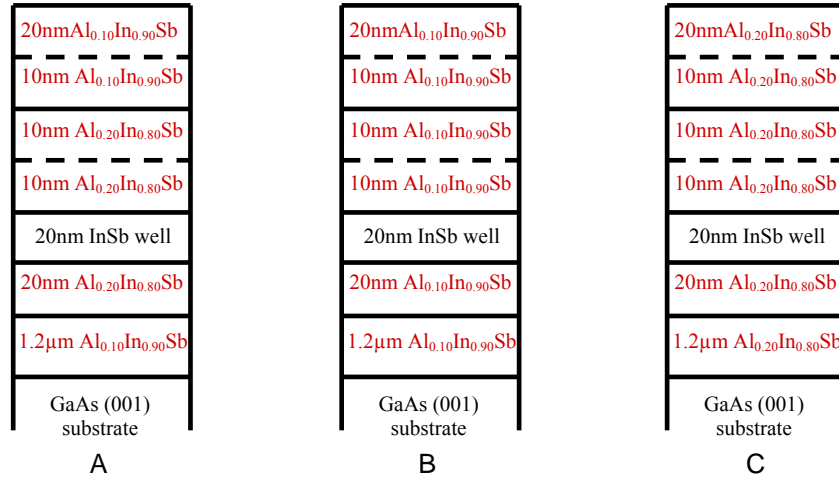 20nmAl0.10In0.90Sb
10nm Al0.10In0.90Sb
10nm Al0.20In0.80Sb
10nm Al0.20In0.80Sb
20nm InSb well
20nm Al0.20In0.80Sb
1.2µm Al0.10In0.90Sb
GaAs (001)
substrate
A
20nmAl0.10In0.90Sb
10nm Al0.10In0.90Sb
10nm Al0.10In0.90Sb
10nm Al0.10In0.90Sb
20nm InSb well
20nm Al0.10In0.90Sb
1.2µm Al0.10In0.90Sb
GaAs (001)
substrate
B
20nmAl0.20In0.80Sb
10nm Al0.20In0.80Sb
10nm Al0.20In0.80Sb
10nm Al0.20In0.80Sb
20nm InSb well
20nm Al0.20In0.80Sb
1.2µm Al0.20In0.80Sb
GaAs (001)
substrate
C